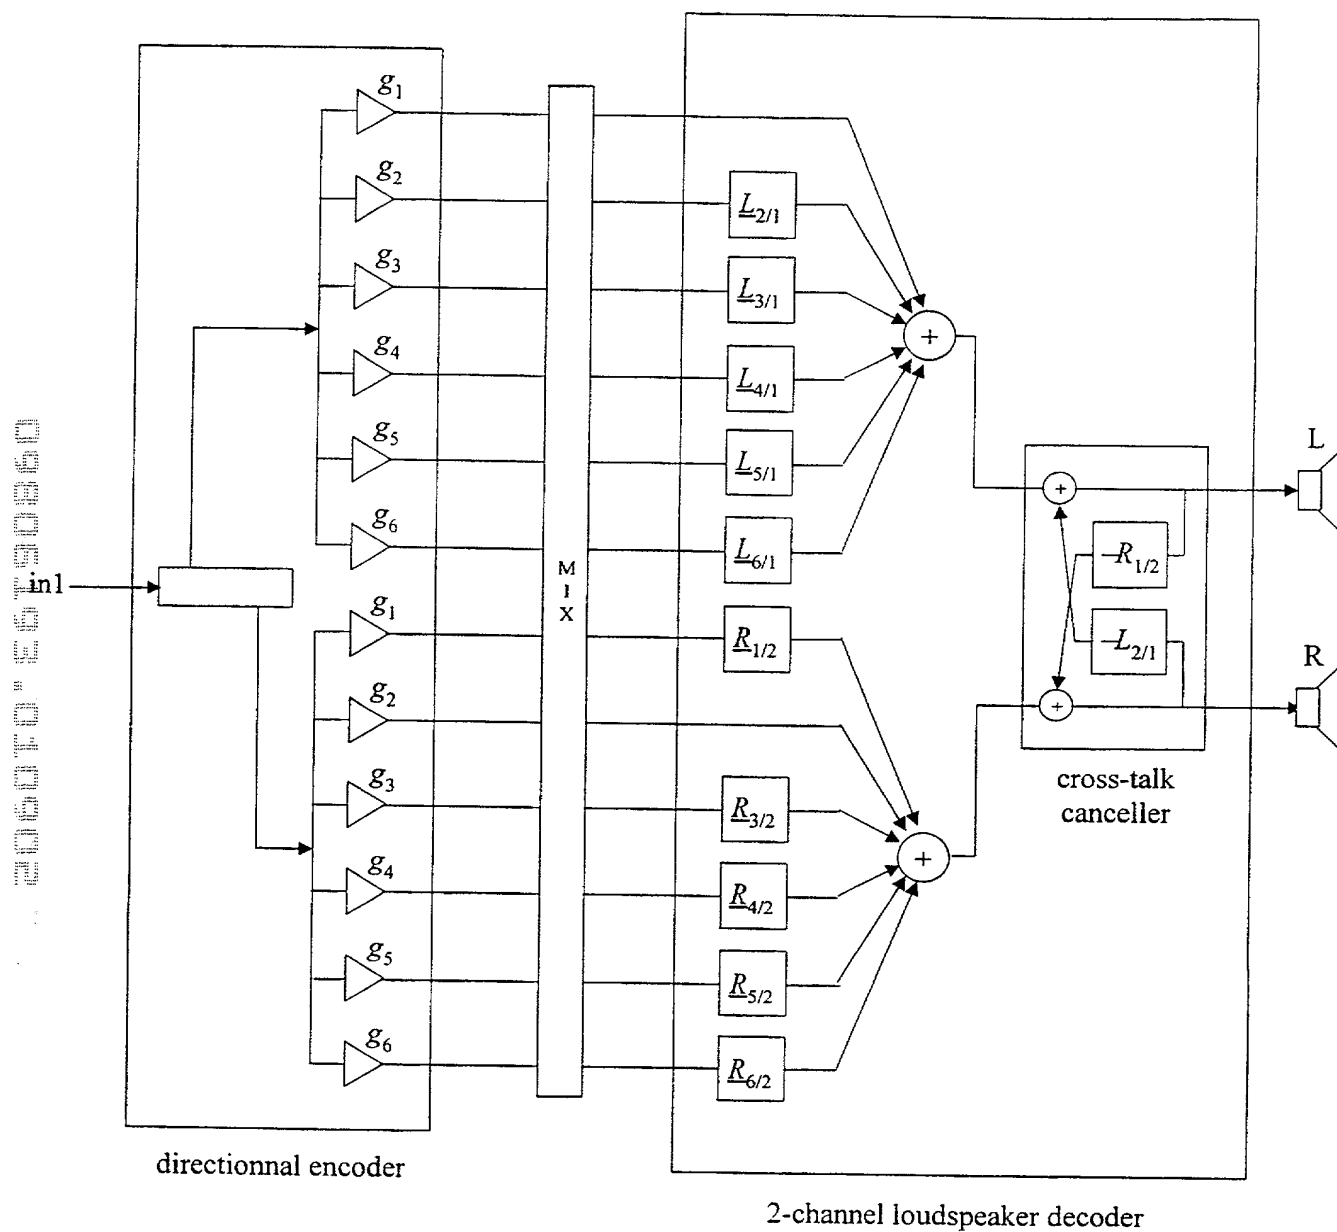 g1
g2
L2/1
g3
L3/1
+
g4
L4/1
g5
L5/1
L
+
g6
L6/1
-R1/2
in1
MIX
g1
R1/2
-L2/1
R
g2
+
g3
R3/2
cross-talk
canceller
+
g4
R4/2
g5
R5/2
g6
R6/2
directionnal encoder
2-channel loudspeaker decoder